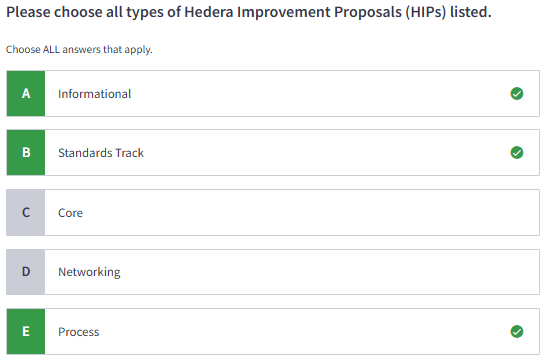 Please choose all types of Hedera Improvement Proposals (HIPs) listed.
Choose ALL answers that apply.
A Informational
B Standards Track
C Core
D Networking
E Process